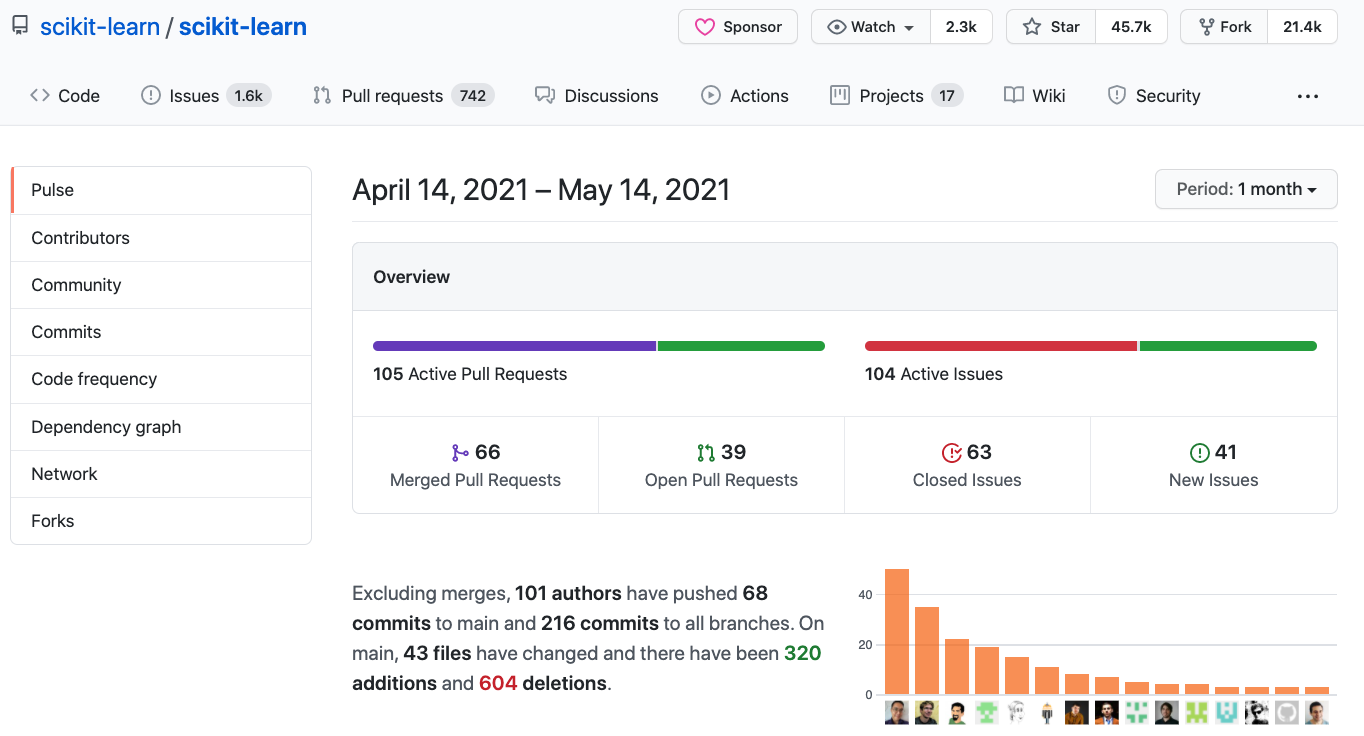 scikit-learn / scikit-learn
Sponsor
Watch 2.3k
Star 45.7k
Fork 21.4k
Code
Issues 1.6k
Pull requests 742
Discussions
Actions
Projects 17
Wiki
Security
...
Pulse
Contributors
Community
Commits
Code frequency
Dependency graph
Network
Forks
April 14, 2021 – May 14, 2021
Period: 1 month
Overview
105 Active Pull Requests
104 Active Issues
66
Merged Pull Requests
39
Open Pull Requests
63
Closed Issues
41
New Issues
Excluding merges, 101 authors have pushed 68
commits to main and 216 commits to all branches. On
main, 43 files have changed and there have been 320
additions and 604 deletions.
40
20
0